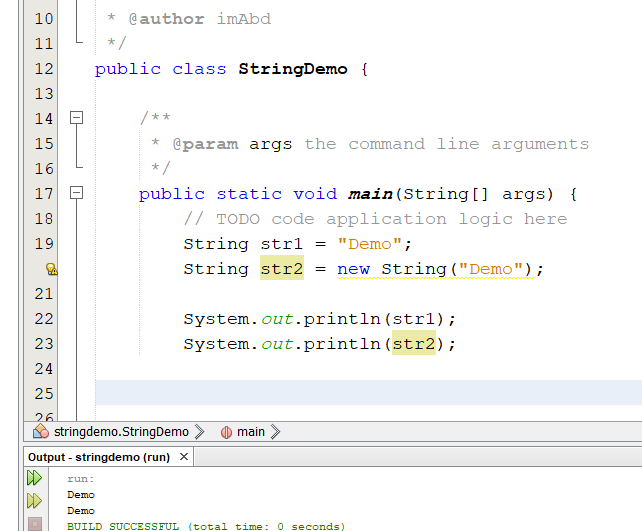 10 * @author imAbd
11 */
12 public class StringDemo {
13
14 /**
15 * @param args the command line arguments
16 */
17 public static void main(String[] args) {
18 // TODO code application logic here
19 String str1 = "Demo";
String str2 = new String("Demo");
21
22 System.out.println(str1);
23 System.out.println(str2);
24
25
26
stringdemo.StringDemo main
Output - stringdemo (run) ×
run:
Demo
Demo
BUILD SUCCESSFUL (total time: 0 seconds)